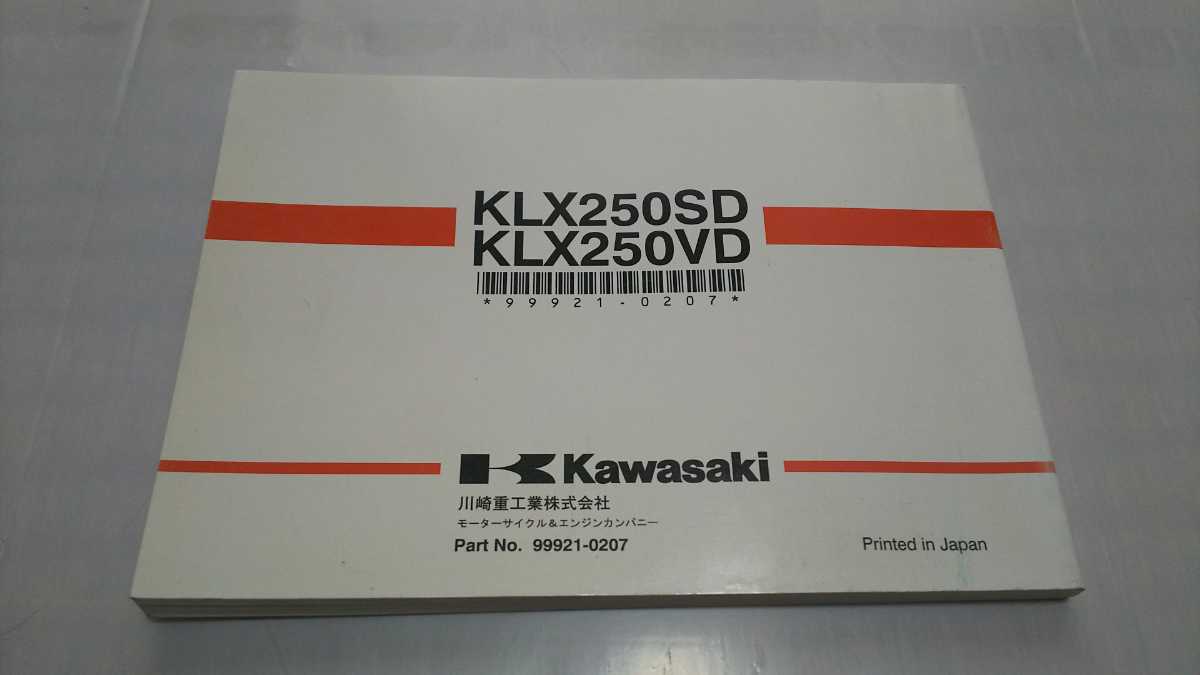 KLX250SD
KLX250VD
*99921-0207*
Kawasaki
川崎重工業株式会社
モーターサイクル&エンジンカンパニー
Part No. 99921-0207
Printed in Japan